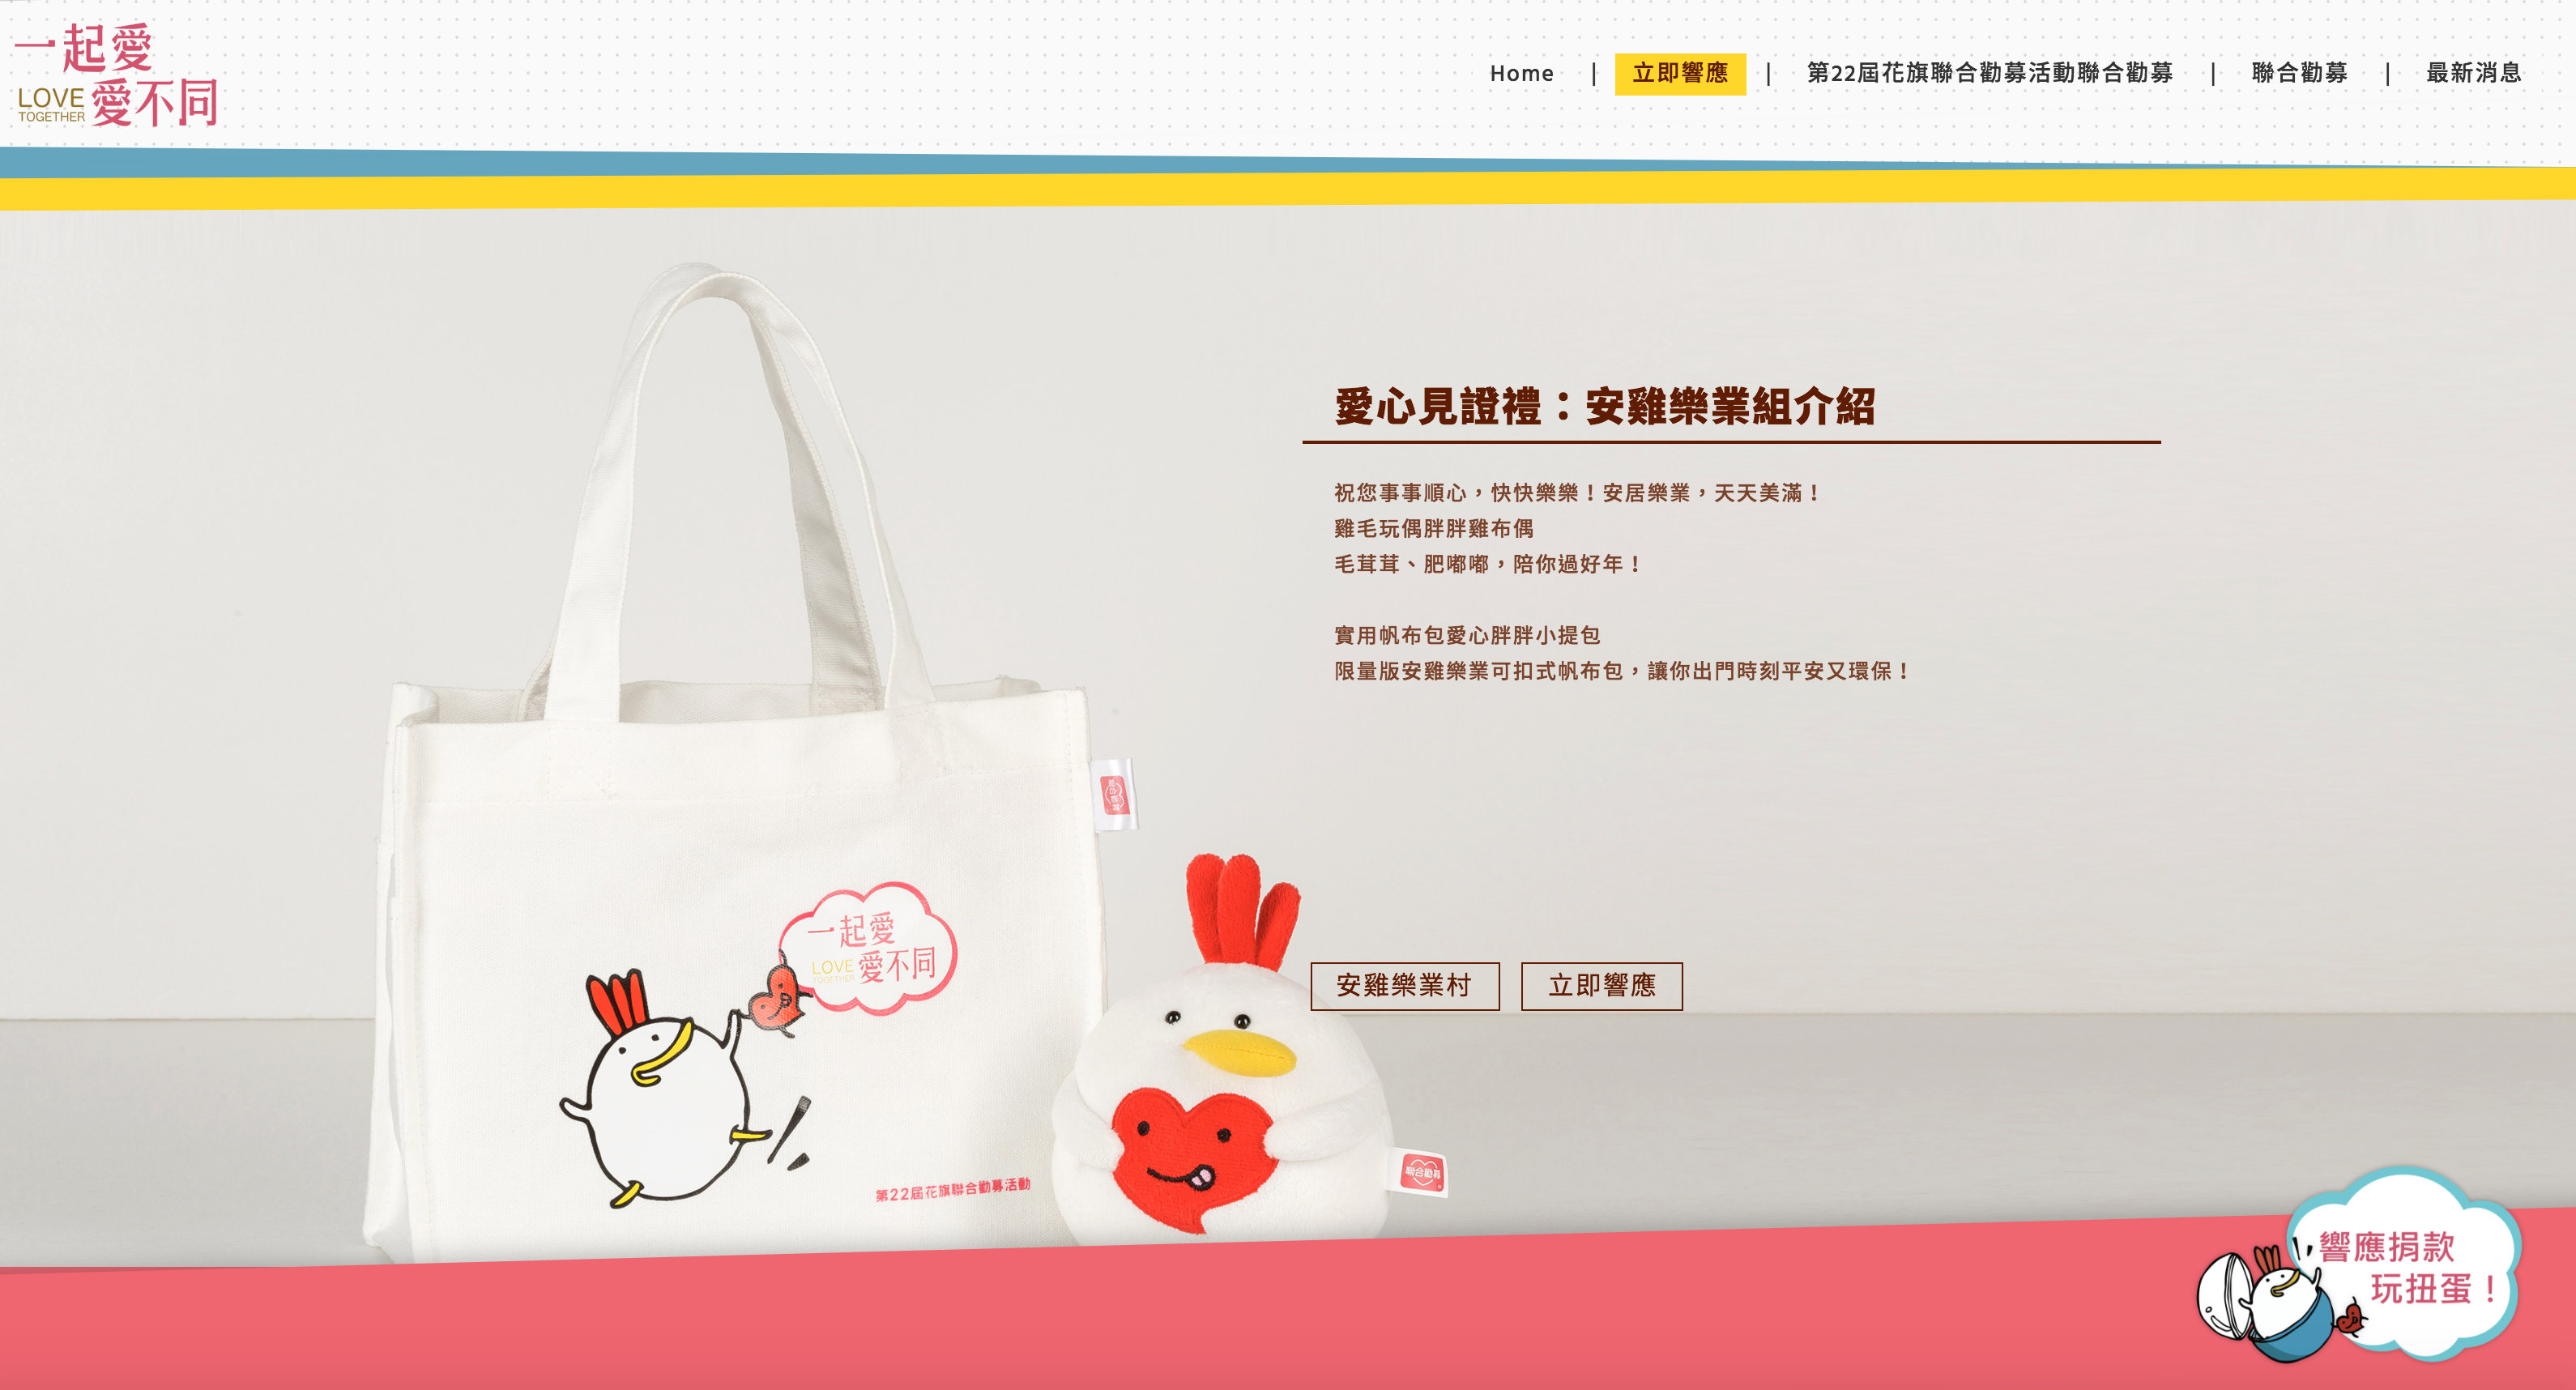 一起愛
LOVE
TOGETHER
愛不同
Home | 立即響應 | 第22屆花旗聯合勸募活動聯合勸募 | 聯合勸募 | 最新消息
愛心見證禮：安雞樂業組介紹
祝您事事順心，快快樂樂！安居樂業，天天美滿！
雞毛玩偶胖胖雞布偶
毛茸茸、肥嘟嘟，陪你過好年！
實用帆布包愛心胖胖小提包
限量版安雞樂業可扣式帆布包，讓你出門時刻平安又環保！
聯合勸募
一起愛
LOVE
TOGETHER
愛不同
安雞樂業村
立即響應
第22屆花旗聯合勸募活動
聯合勸募
響應捐款
玩扭蛋！